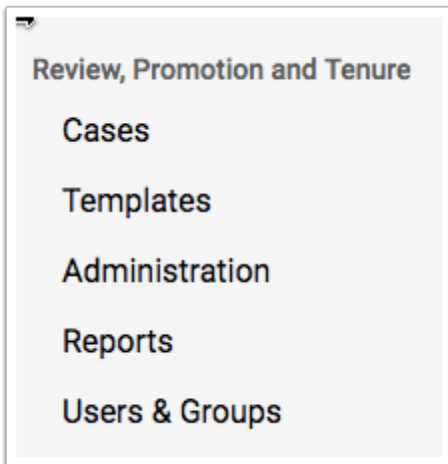 Review, Promotion and Tenure
Cases
Templates
Administration
Reports
Users & Groups